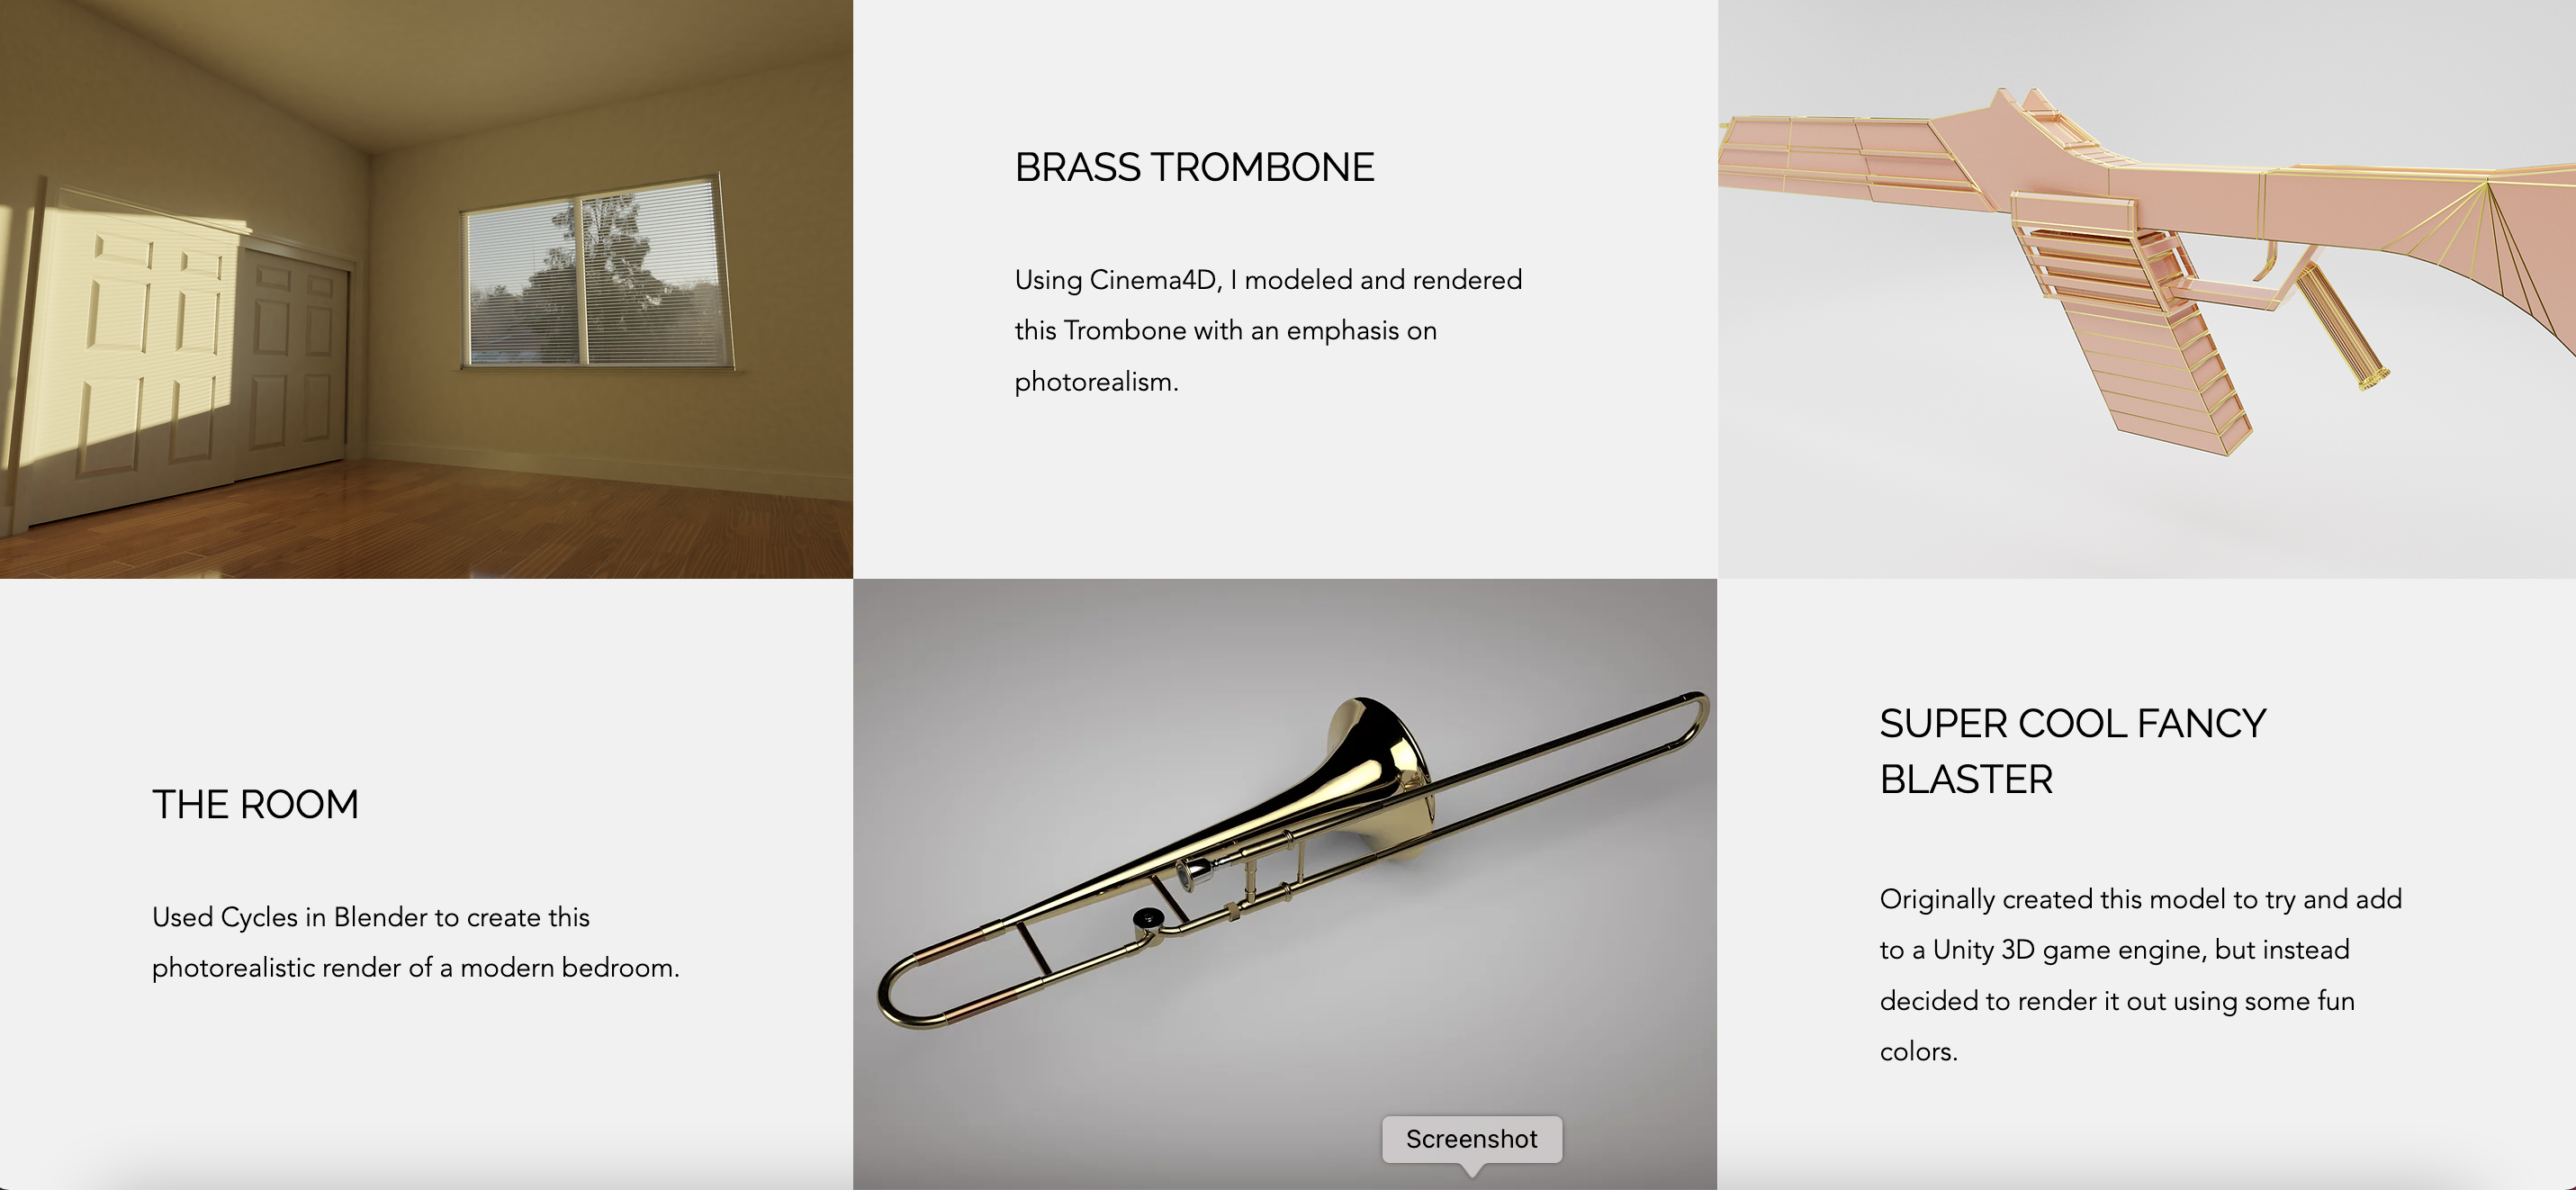 BRASS TROMBONE
Using Cinema4D, I modeled and rendered
this Trombone with an emphasis on
photorealism.
THE ROOM
Used Cycles in Blender to create this
photorealistic render of a modern bedroom.
SUPER COOL FANCY
BLASTER
Originally created this model to try and add
to a Unity 3D game engine, but instead
decided to render it out using some fun
colors.
Screenshot